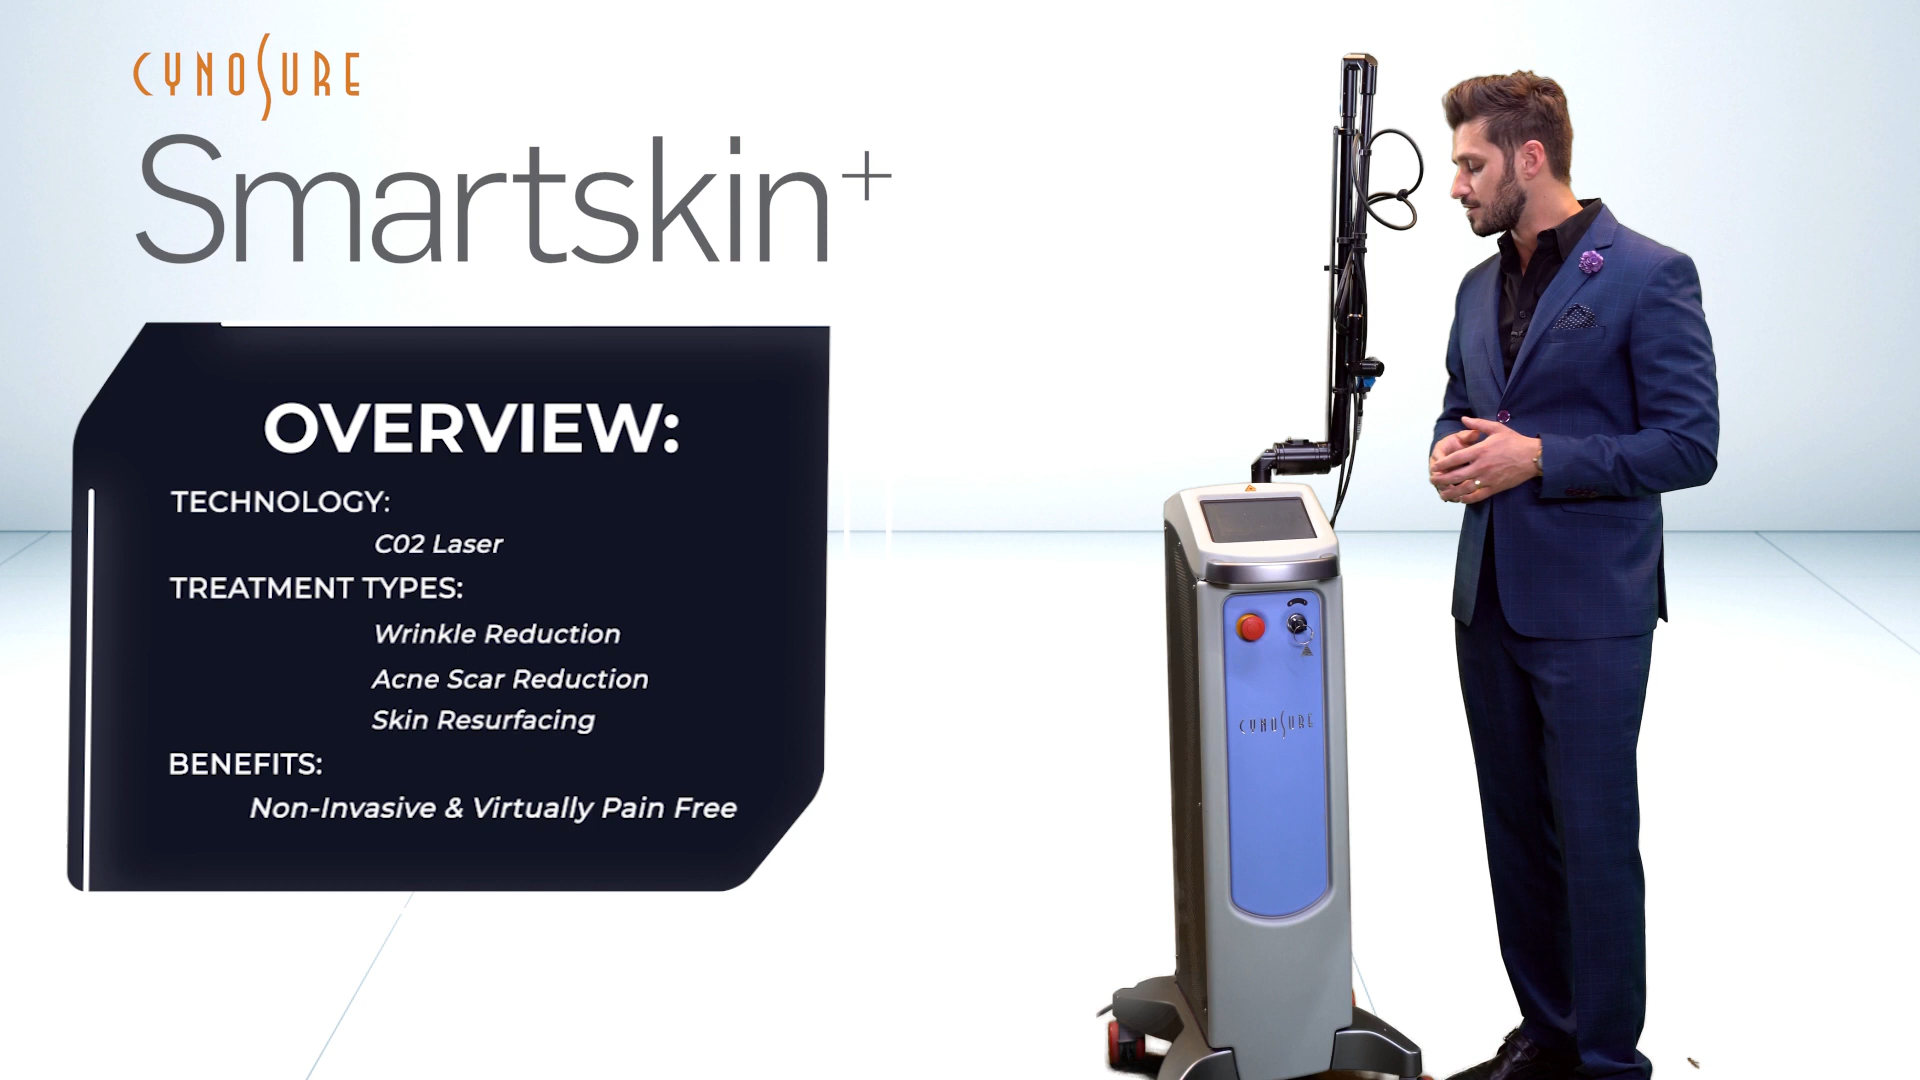 CYNOSURE
Smartskin+
OVERVIEW:
TECHNOLOGY:
C02 Laser
TREATMENT TYPES:
Wrinkle Reduction
Acne Scar Reduction
Skin Resurfacing
BENEFITS:
Non-Invasive & Virtually Pain Free
CYNOSURE